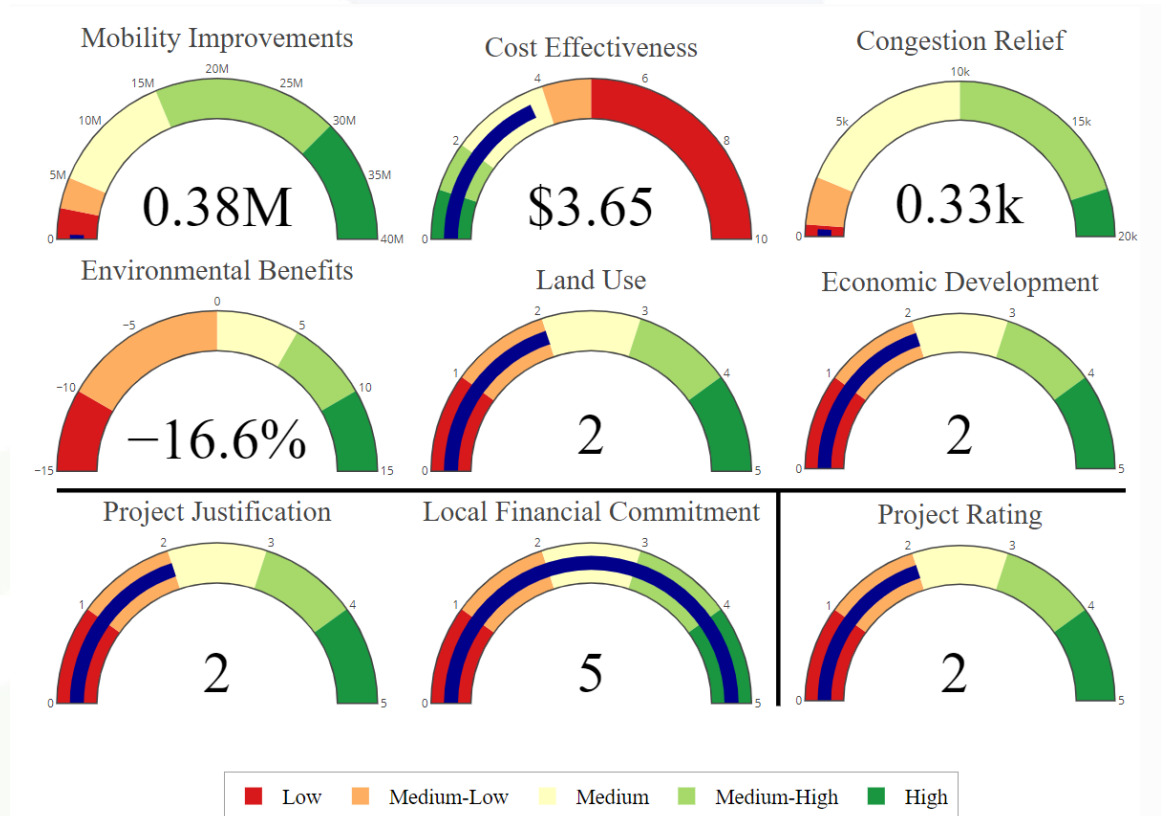 Mobility Improvements
0
5M
10M
15M
20M
25M
30M
35M
40M
0.38M
Cost Effectiveness
0
2
4
6
8
10
$3.65
Congestion Relief
0
5k
10k
15k
20k
0.33k
Environmental Benefits
−15
−10
−5
0
5
10
15
−16.6%
Land Use
0
1
2
3
4
5
2
Economic Development
0
1
2
3
4
5
2
Project Justification
0
1
2
3
4
5
2
Local Financial Commitment
0
1
2
3
4
5
5
Project Rating
0
1
2
3
4
5
2
Low Medium-Low Medium Medium-High High